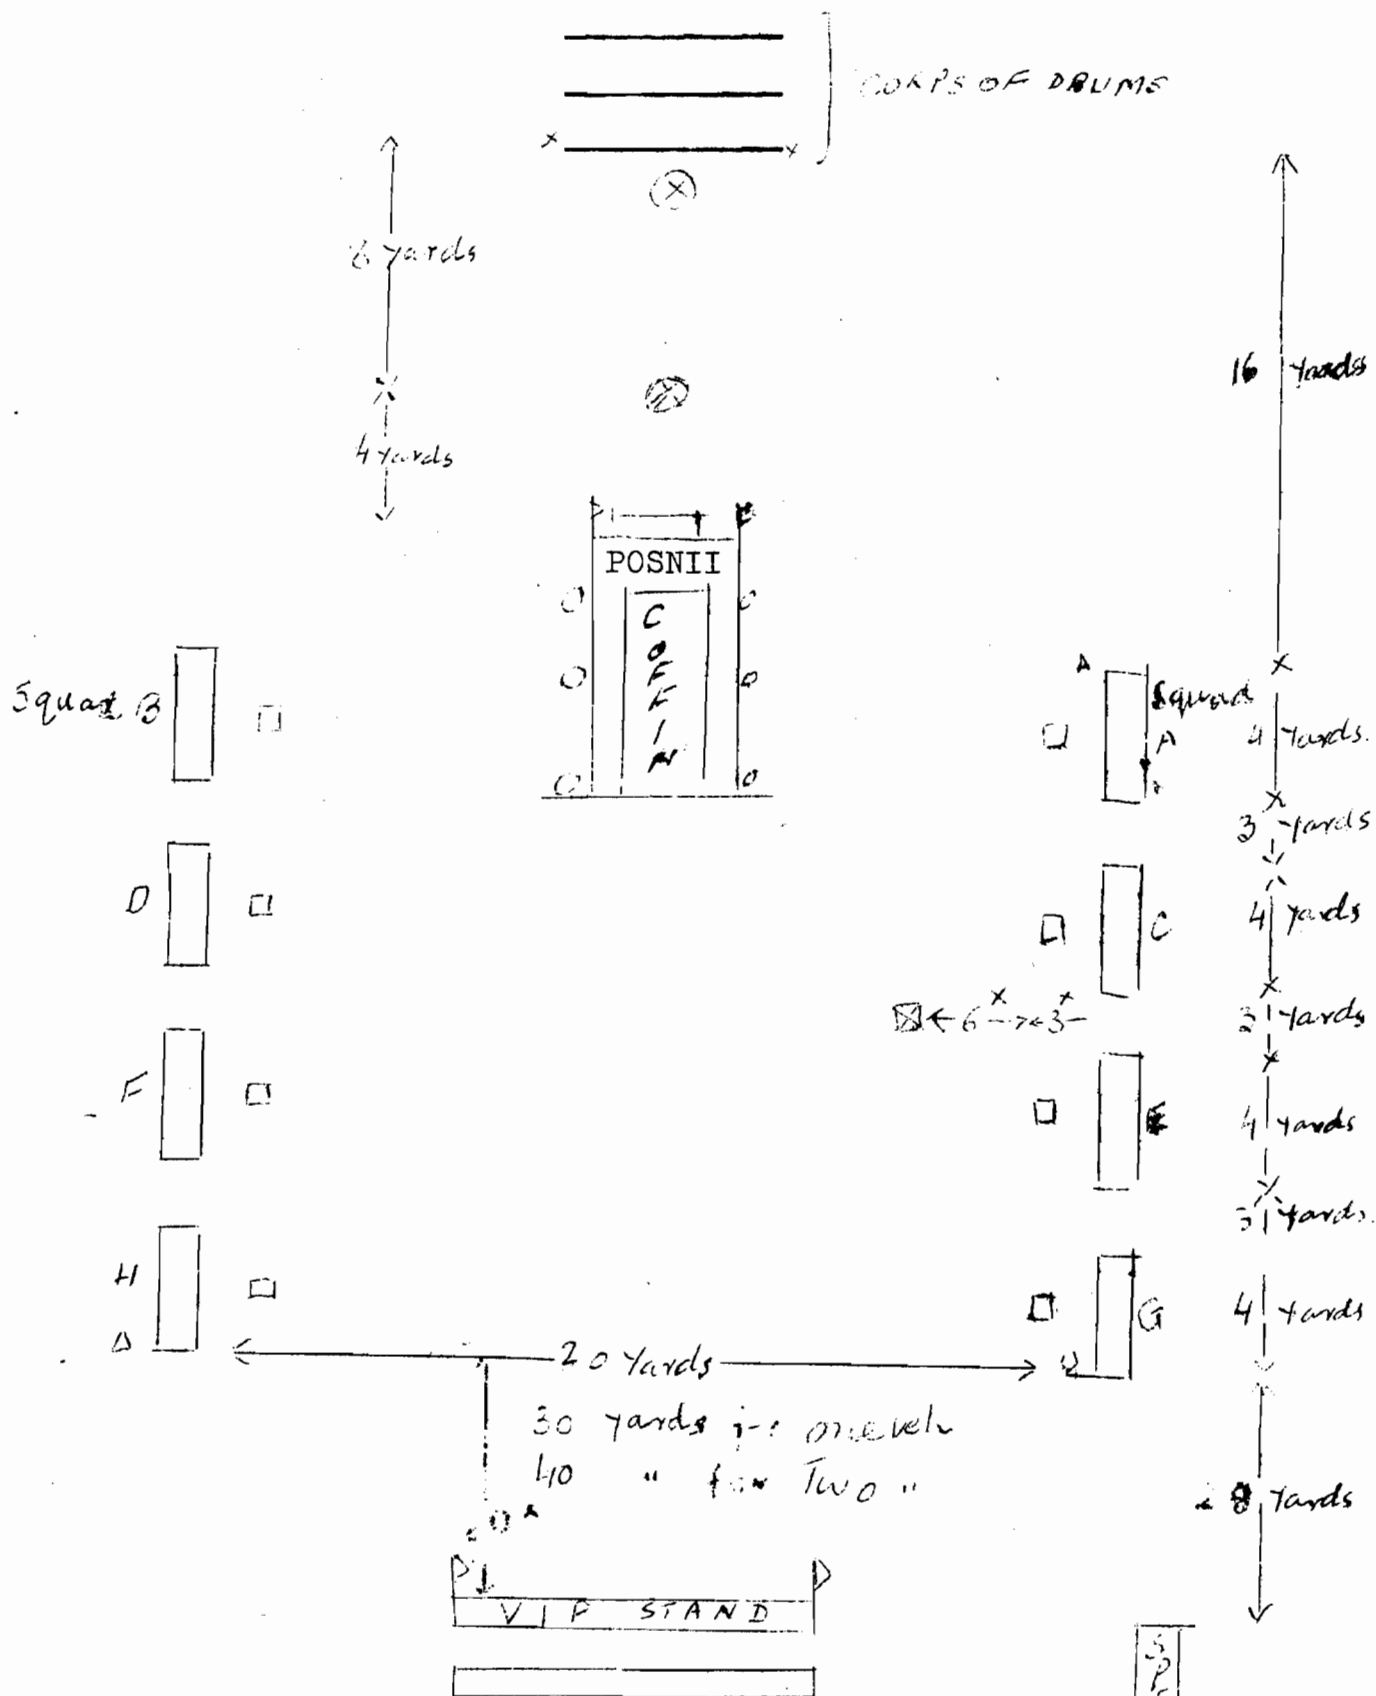 CORPS OF DRUMS
8 yards
16 Yards
4 yards
POSNII
COFFIN
Squad B
Squad
A
4 Yards.
3 Yards
D
C
4 Yards
6
3
3 Yards
F
E
4 Yards
3 Yards.
H
G
4 Yards
20 Yards
30 yards
40 " for Two "
Yards
VIP STAND